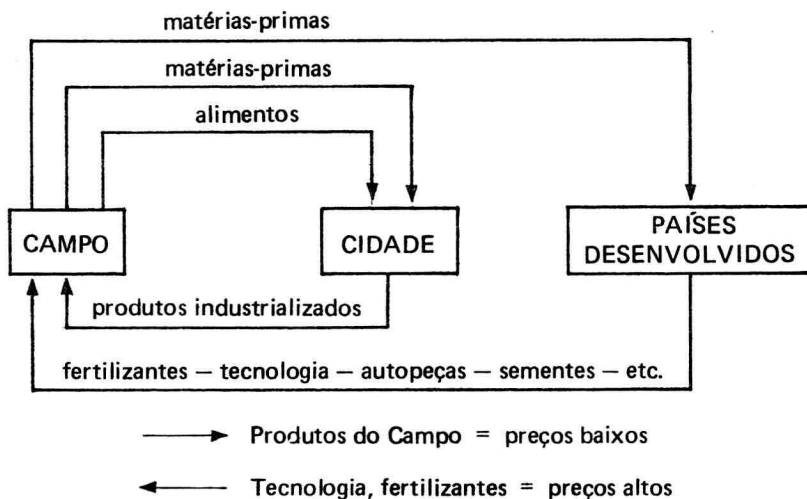 matérias-primas
matérias-primas
alimentos
CAMPO
CIDADE
PAÍSES
DESENVOLVIDOS
produtos industrializados
fertilizantes — tecnologia — autopeças — sementes — etc.
Produtos do Campo = preços baixos
Tecnologia, fertilizantes = preços altos